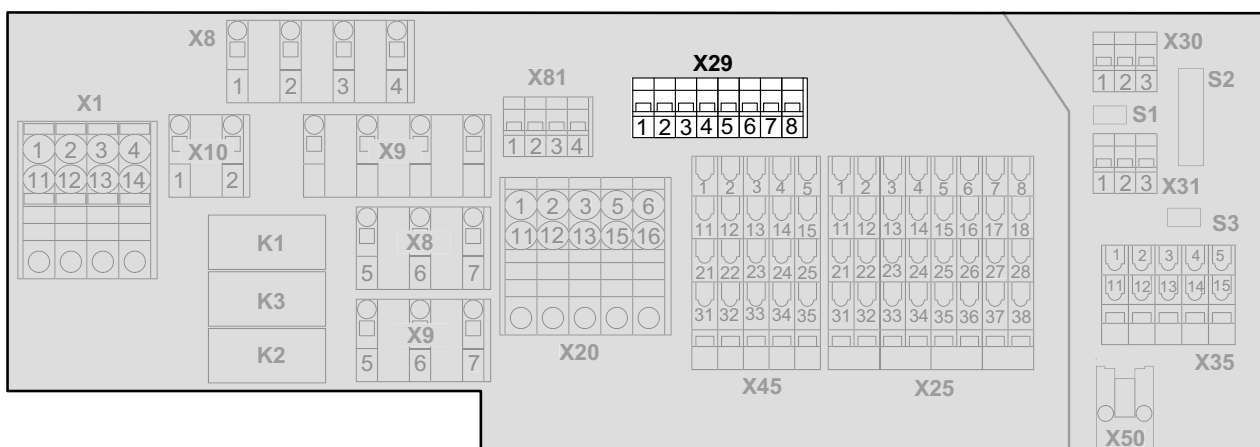 X8
1 2 3 4
X1
1 2 3 4
11 12 13 14
X10
1 2
X9
K1
K3
K2
X8
5 6 7
X9
5 6 7
X81
1 2 3 4
X29
1 2 3 4 5 6 7 8
1 2 3 5 6
11 12 13 15 16
X20
1 2 3 4 5
11 12 13 14 15
21 22 23 24 25
31 32 33 34 35
X45
1 2 3 4 5 6 7 8
11 12 13 14 15 16 17 18
21 22 23 24 25 26 27 28
31 32 33 34 35 36 37 38
X25
X30
1 2 3
S2
S1
1 2 3
X31
S3
1 2 3 4 5
11 12 13 14 15
X35
X50